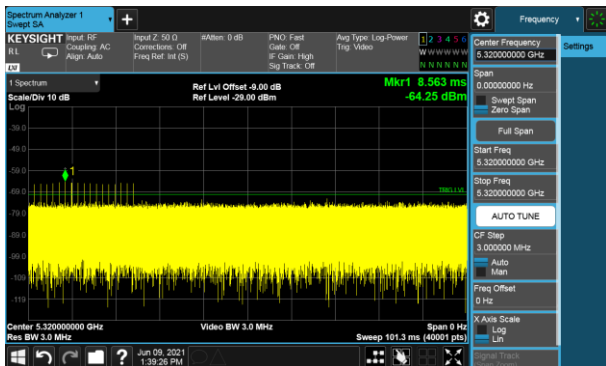 Spectrum Analyzer 1
Swept SA
Frequency
KEYSIGHT
RL
LXI
Input: RF
Coupling: AC
Align: Auto
Input Z: 50 Ω
Corrections: Off
Freq Ref: Int (S)
#Atten: 0 dB
PNO: Fast
Gate: Off
IF Gain: High
Sig Track: Off
Avg Type: Log-Power
Trig: Video
1 2 3 4 5 6
W W W W W W
N N N N N N
Center Frequency
5.320000000 GHz
Settings
1 Spectrum
Scale/Div 10 dB
Log
Ref Lvl Offset -9.00 dB
Ref Level -29.00 dBm
Mkr1 8.563 ms
-64.25 dBm
Span
0.00000000 Hz
Swept Span
Zero Span
Full Span
Start Freq
5.320000000 GHz
Stop Freq
5.320000000 GHz
AUTO TUNE
CF Step
3.000000 MHz
Auto
Man
Freq Offset
0 Hz
X Axis Scale
Log
Lin
Signal Track
-39.0
-49.0
-59.0
-69.0
-79.0
-89.0
-99.0
-109
-119
1
TRIG LVL
Center 5.320000000 GHz
Res BW 3.0 MHz
Video BW 3.0 MHz
Span 0 Hz
Sweep 101.3 ms (40001 pts)
?
Jun 09, 2021
1:39:26 PM